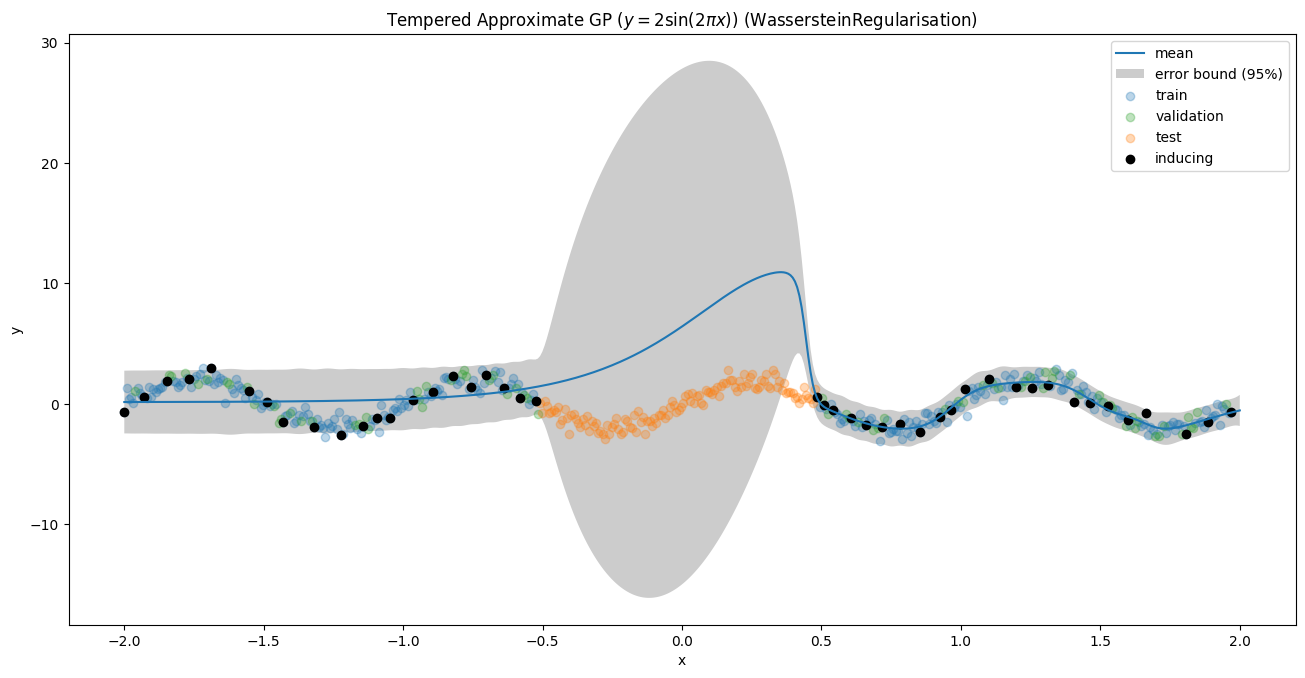 Tempered Approximate GP (y = 2sin(2πx)) (WassersteinRegularisation)
mean
error bound (95%)
train
validation
test
inducing
30
20
10
0
−10
y
−2.0 −1.5 −1.0 −0.5 0.0 0.5 1.0 1.5 2.0
x